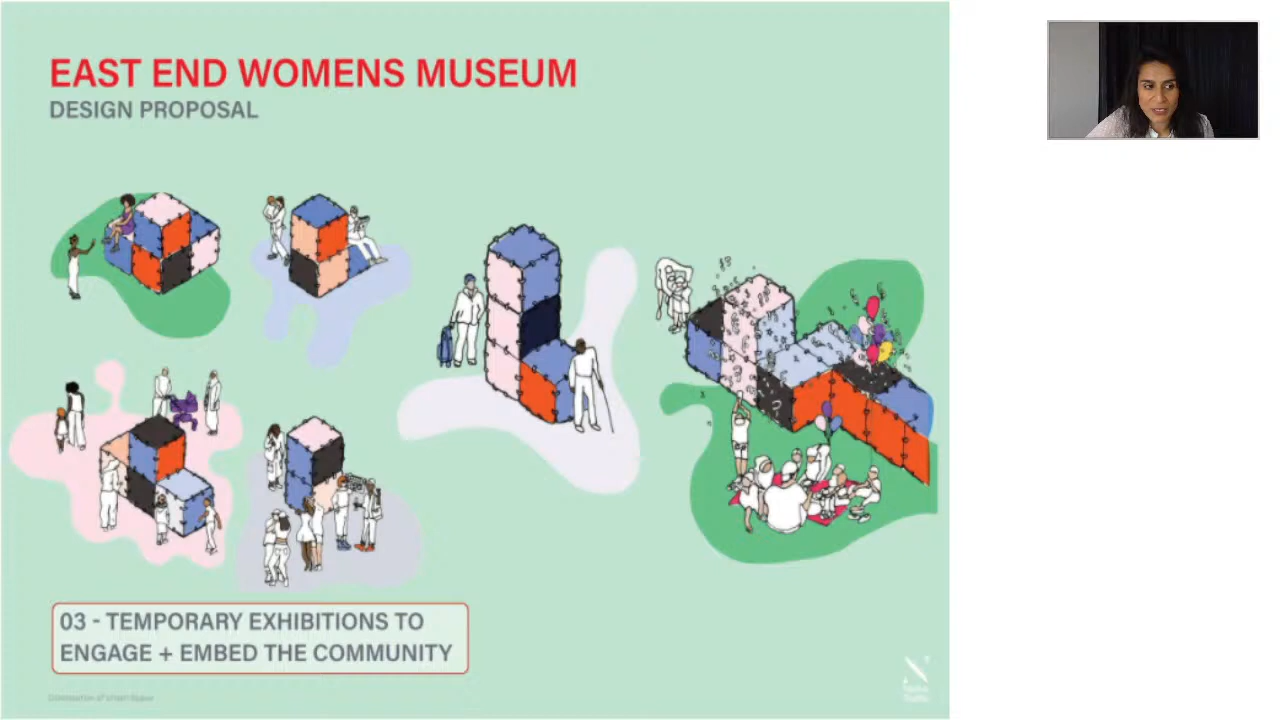 EAST END WOMENS MUSEUM
DESIGN PROPOSAL
03 - TEMPORARY EXHIBITIONS TO
ENGAGE + EMBED THE COMMUNITY